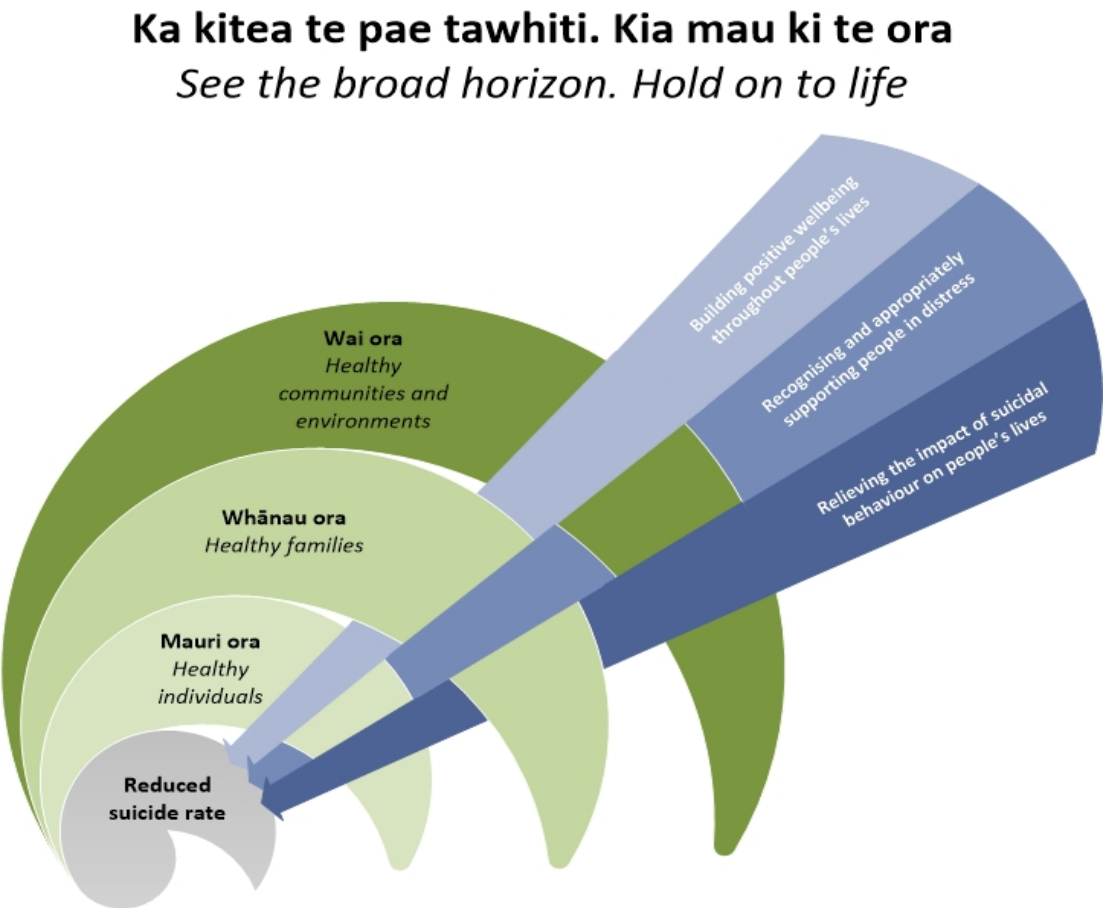 Ka kitea te pae tawhiti. Kia mau ki te ora
See the broad horizon. Hold on to life
Building positive wellbeing
throughout people's lives
Recognising and appropriately
supporting people in distress
Relieving the impact of suicidal
behaviour on people's lives
Wai ora
Healthy
communities and
environments
Whānau ora
Healthy families
Mauri ora
Healthy
individuals
Reduced
suicide rate